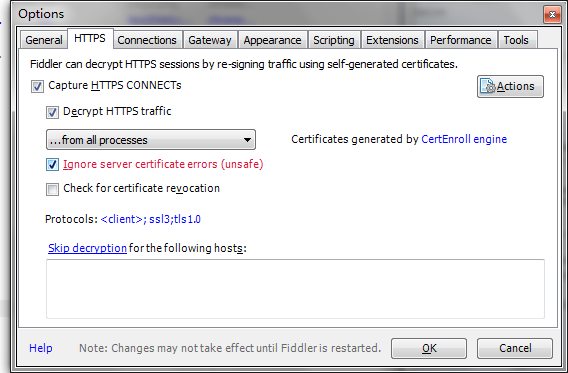 Options
General HTTPS Connections Gateway Appearance Scripting Extensions Performance Tools
Fiddler can decrypt HTTPS sessions by re-signing traffic using self-generated certificates.
Capture HTTPS CONNECTs
Actions
Decrypt HTTPS traffic
...from all processes
Certificates generated by CertEnroll engine
Ignore server certificate errors (unsafe)
Check for certificate revocation
Protocols: <client>; ssl3;tls1.0
Skip decryption for the following hosts:
Help Note: Changes may not take effect until Fiddler is restarted. OK Cancel